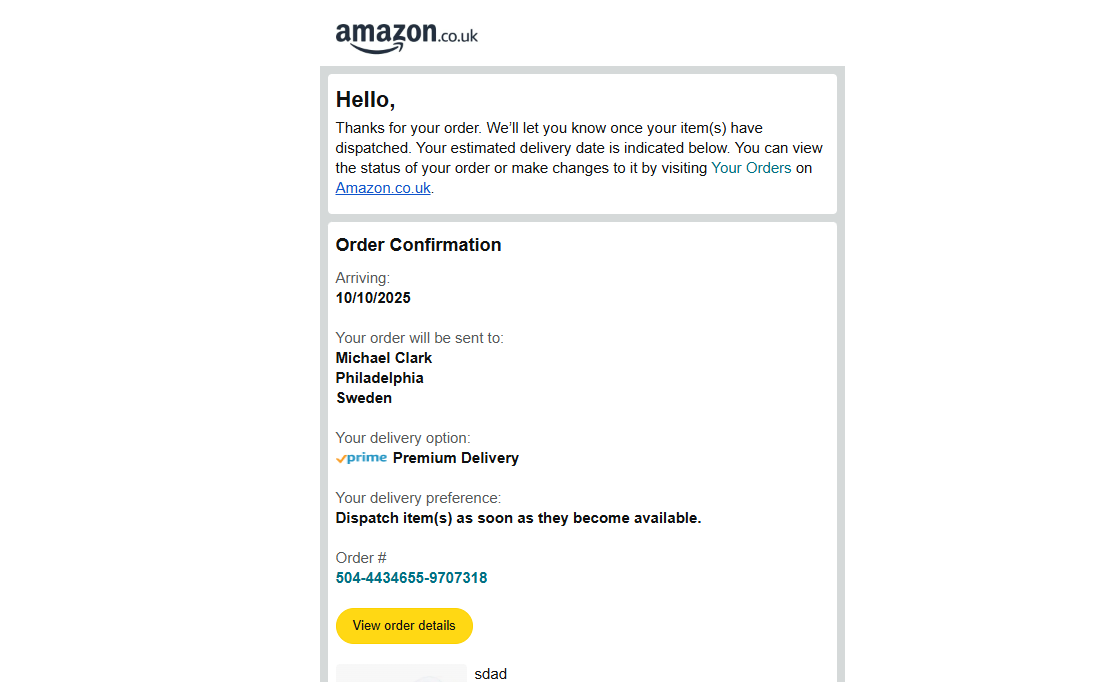 amazon.co.uk
Hello,
Thanks for your order. We’ll let you know once your item(s) have
dispatched. Your estimated delivery date is indicated below. You can view
the status of your order or make changes to it by visiting Your Orders on
Amazon.co.uk.
Order Confirmation
Arriving:
10/10/2025
Your order will be sent to:
Michael Clark
Philadelphia
Sweden
Your delivery option:
prime Premium Delivery
Your delivery preference:
Dispatch item(s) as soon as they become available.
Order #
504-4434655-9707318
View order details
sdad